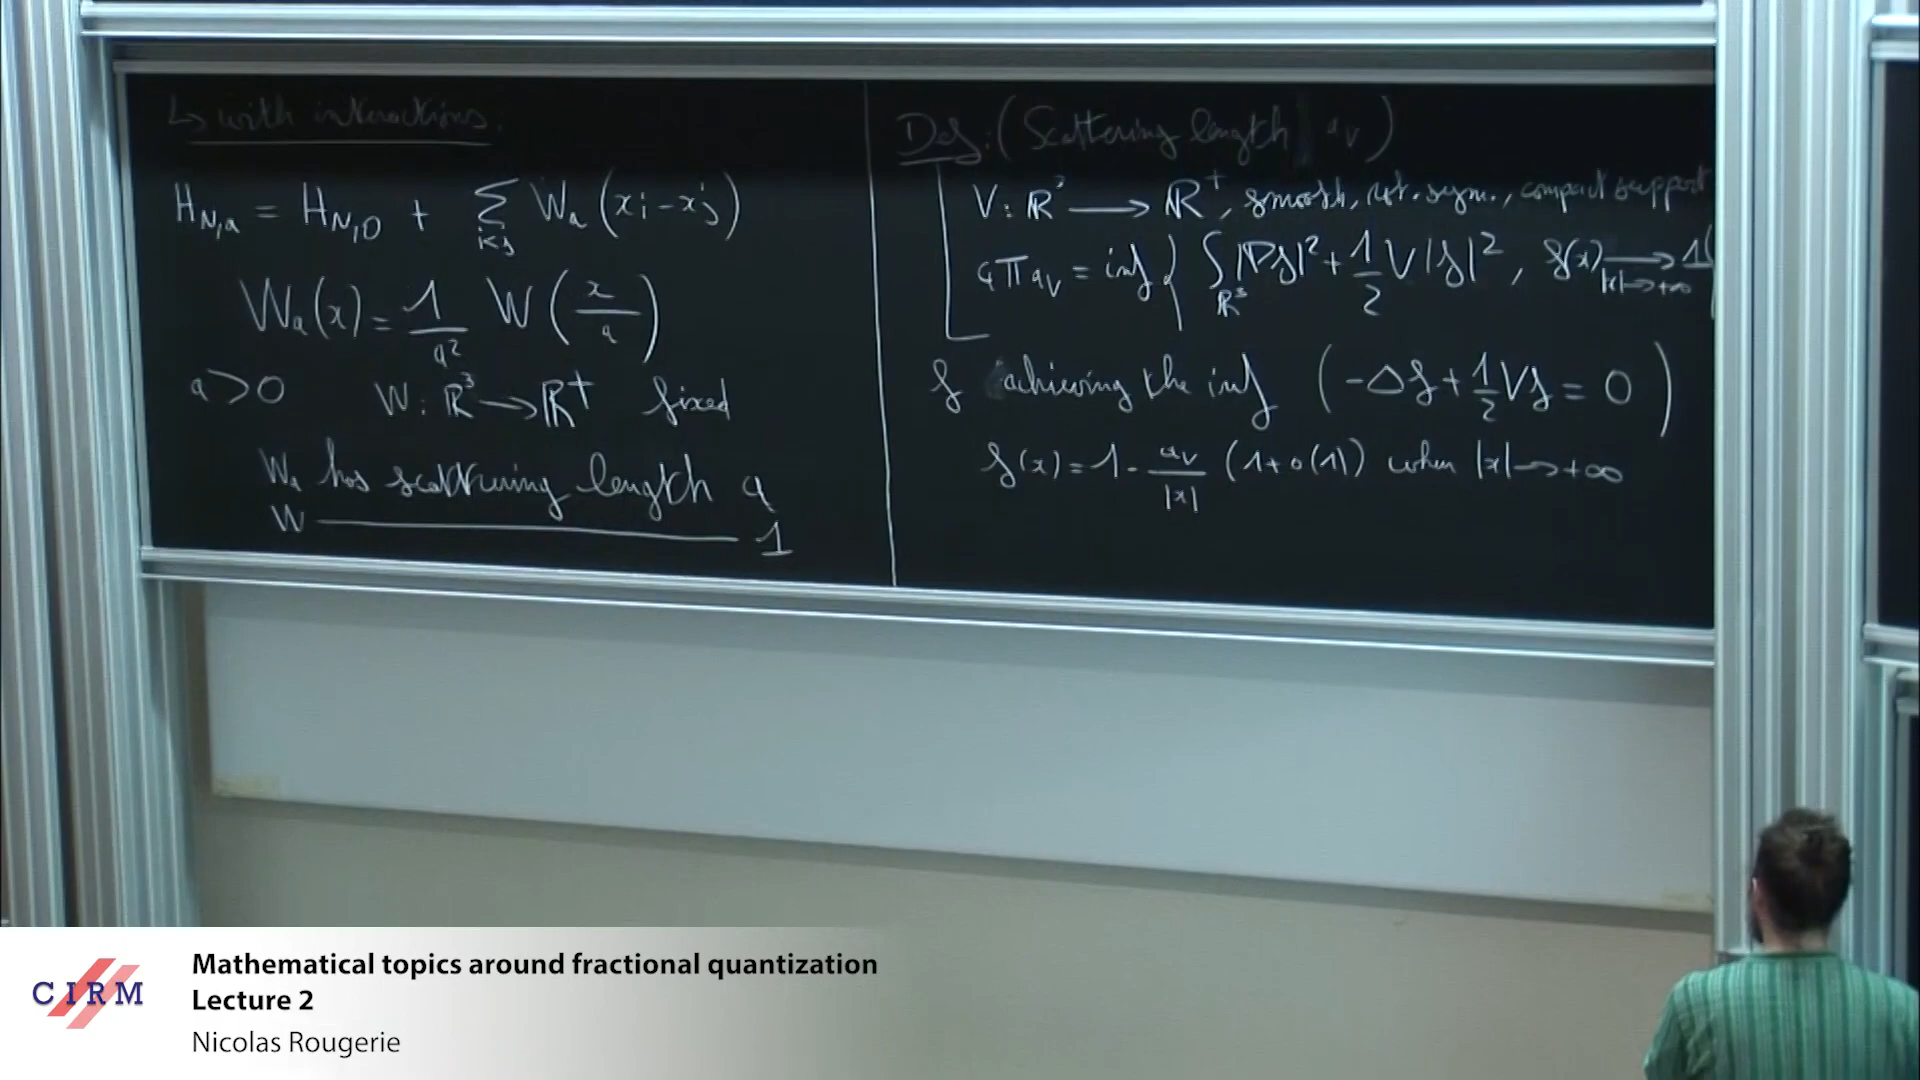 ↳ with interactions.
H_{N,a} = H_{N,0} + ∑_{i<j} W_a (x_i - x_j)
W_a(x) = 1/a² W(x/a)
a > 0 W : ℝ³ → ℝ⁺ fixed
W_a has scattering length a
W ———————— 1
Def: (Scattering length a_V)
V : ℝ³ → ℝ⁺, smooth, sym., compact support
4π a_V = inf { ∫_{ℝ³} |∇f|² + 1/2 V|f|², f(x) → 1 |x|→+∞
f achieving the inf (-Δf + 1/2 Vf = 0)
f(x) = 1 - a_V/|x| (1 + o(1)) when |x| → +∞
CIRM
Mathematical topics around fractional quantization
Lecture 2
Nicolas Rougerie